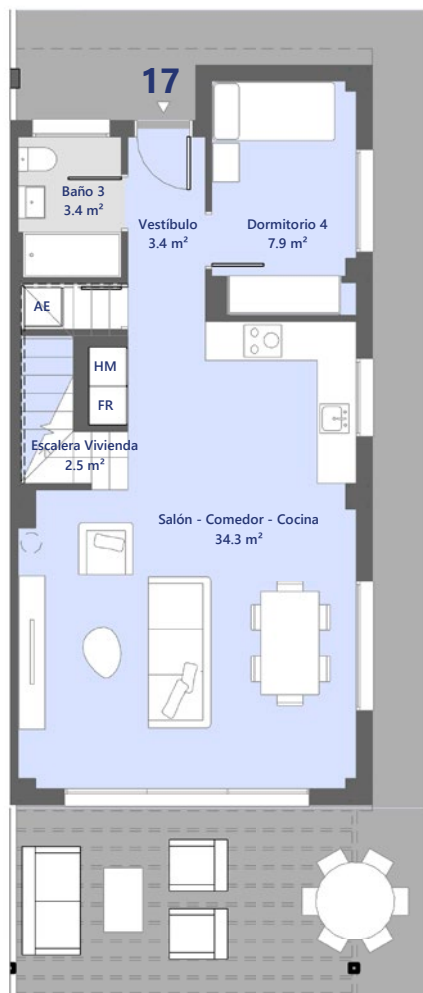 17
Baño 3
3.4 m²
Vestíbulo
3.4 m²
Dormitorio 4
7.9 m²
AE
HM
FR
Escalera Vivienda
2.5 m²
Salón - Comedor - Cocina
34.3 m²